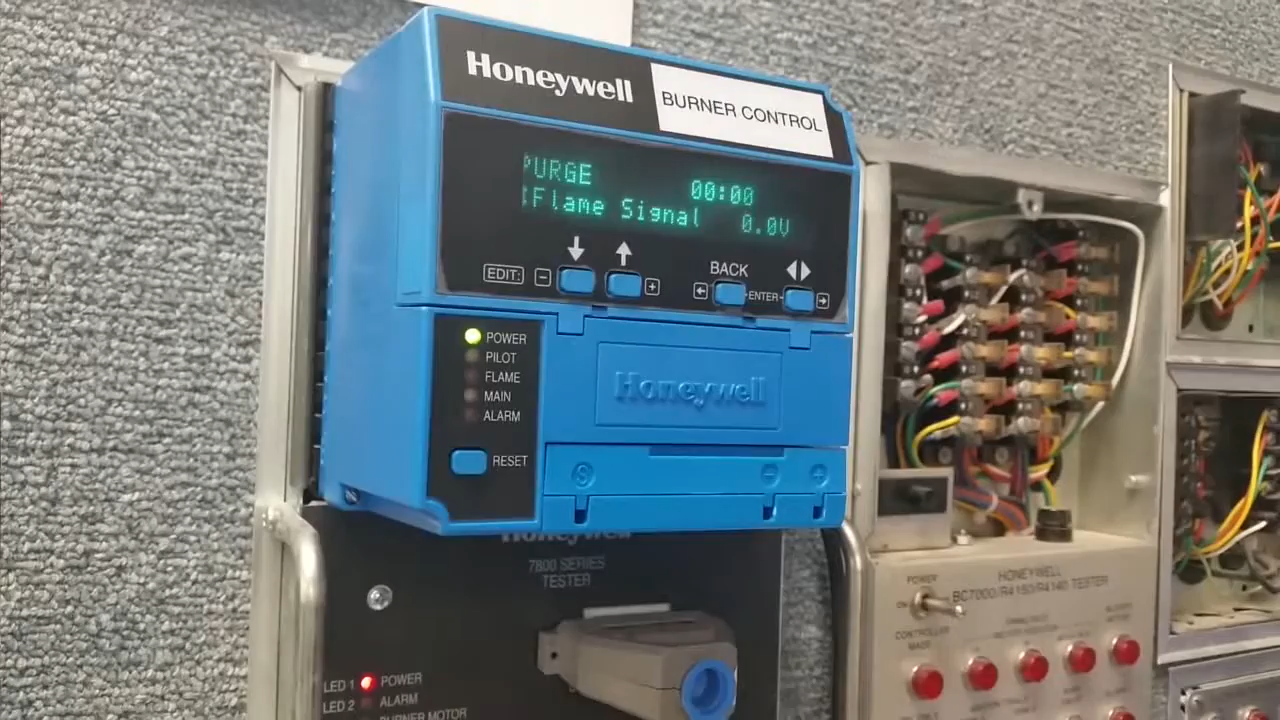 Honeywell
BURNER CONTROL
PURGE 00:00
Flame Signal 0.0V
EDIT: - + BACK ENTER
POWER
PILOT
FLAME
MAIN
ALARM
RESET
Honeywell
S - +
Honeywell
7800 SERIES
TESTER
LED 1 POWER
LED 2 ALARM
BURNER MOTOR
POWER
ON
HONEYWELL
BC7000/R4150/R4140 TESTER
CONTROLLER